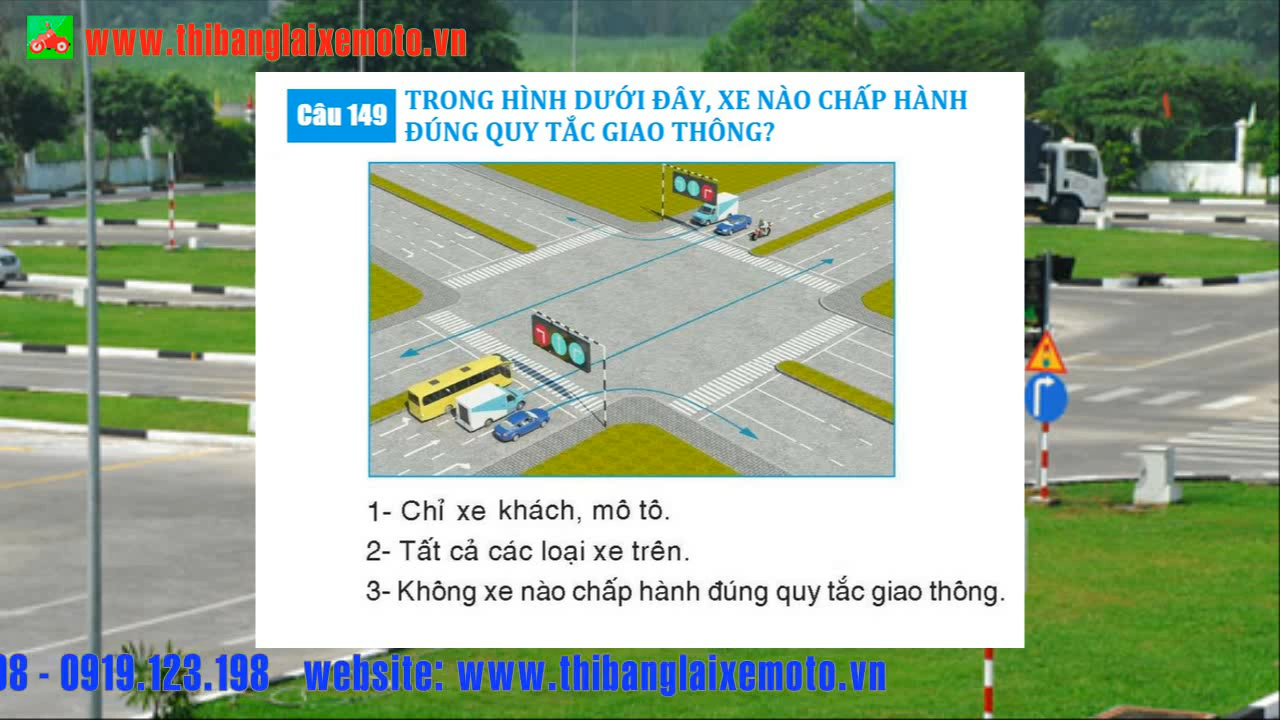 www.thibanglaixemoto.vn
Câu 149
TRONG HÌNH DƯỚI ĐÂY, XE NÀO CHẤP HÀNH
ĐÚNG QUY TẮC GIAO THÔNG?
1- Chỉ xe khách, mô tô.
2- Tất cả các loại xe trên.
3- Không xe nào chấp hành đúng quy tắc giao thông.
98 - 0919.123.198 website: www.thibanglaixemoto.vn